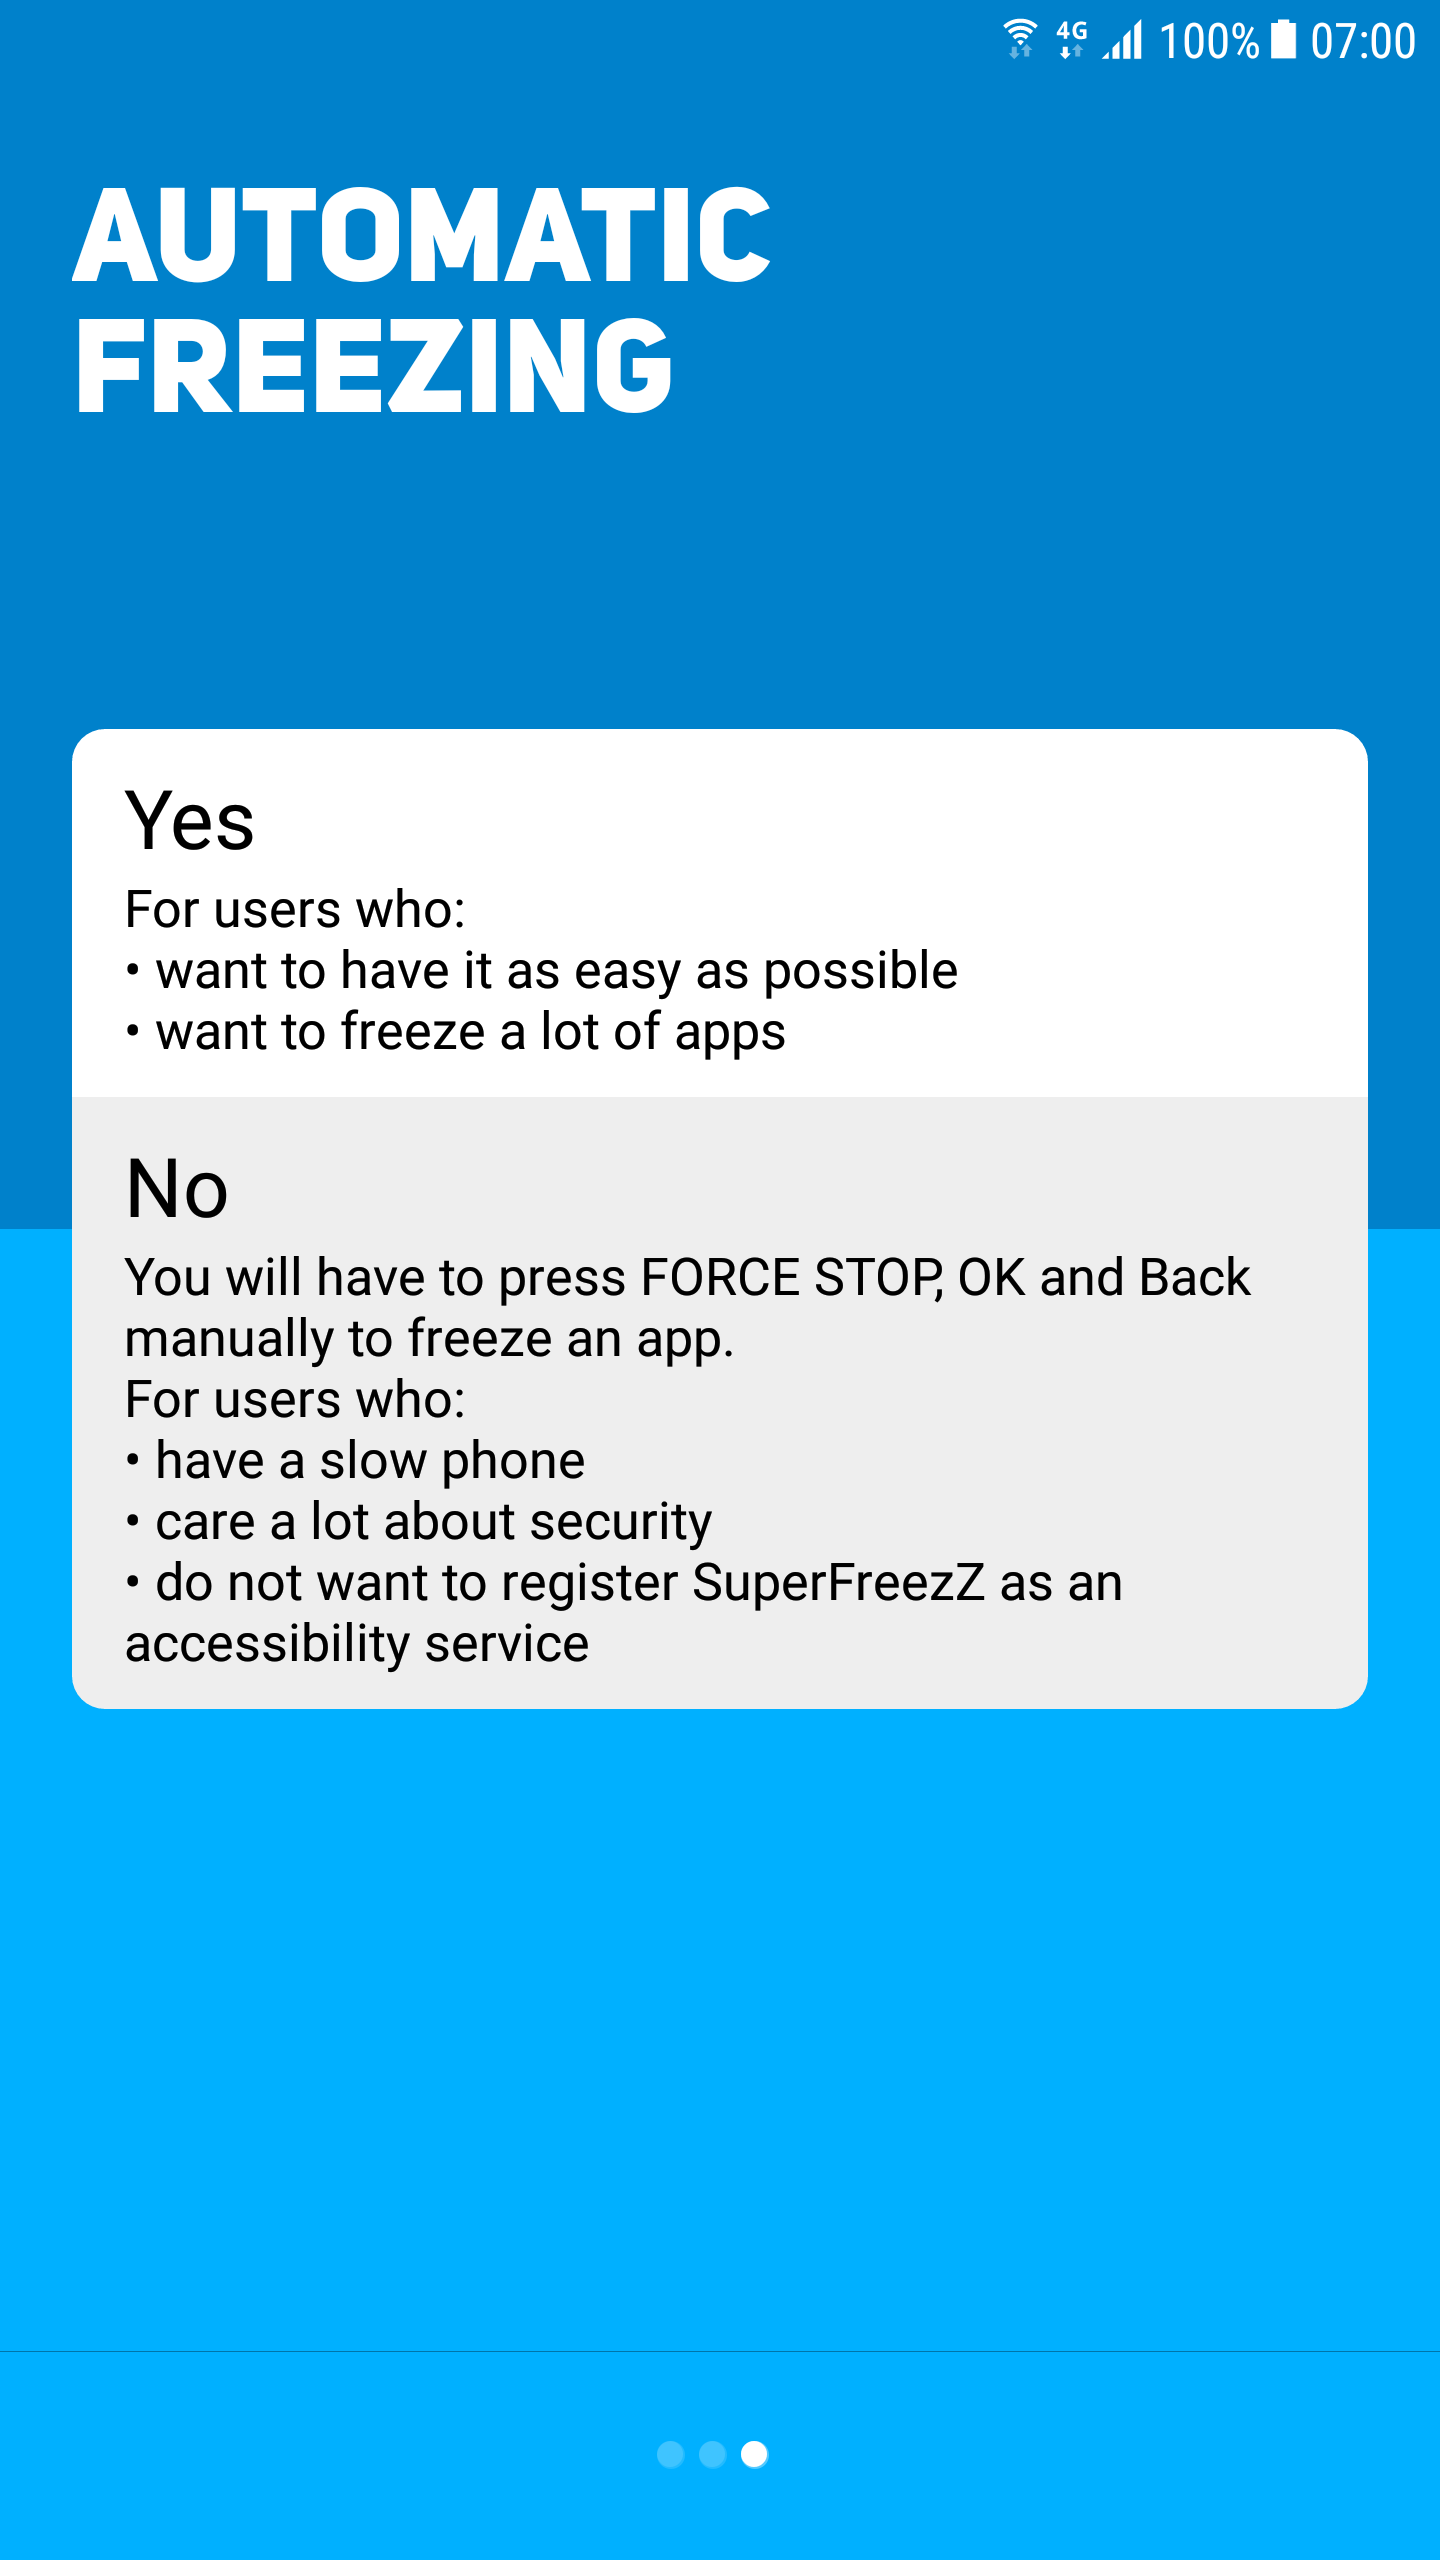 4G 100% 07:00
AUTOMATIC
FREEZING
Yes
For users who:
• want to have it as easy as possible
• want to freeze a lot of apps
No
You will have to press FORCE STOP, OK and Back
manually to freeze an app.
For users who:
• have a slow phone
• care a lot about security
• do not want to register SuperFreezZ as an
accessibility service